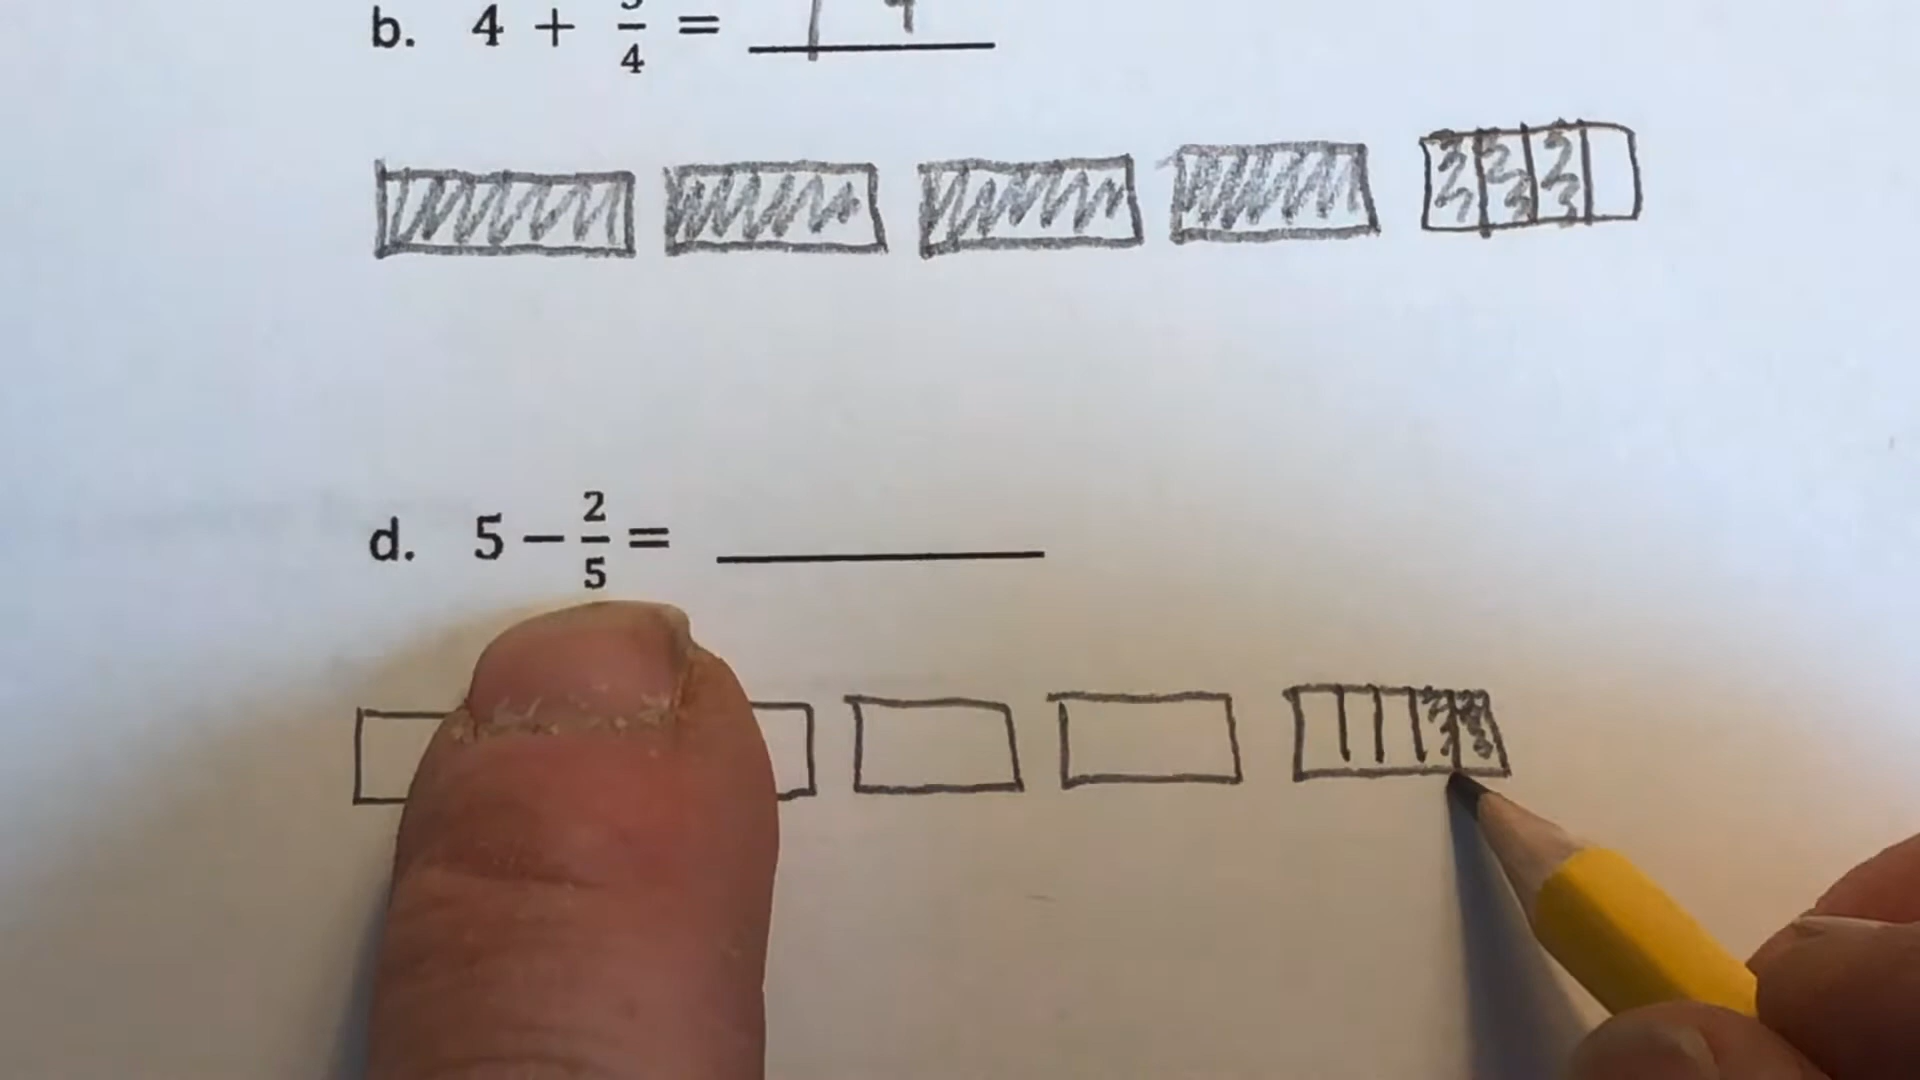 b. 4 + 3/4 =
d. 5 − 2/5 =